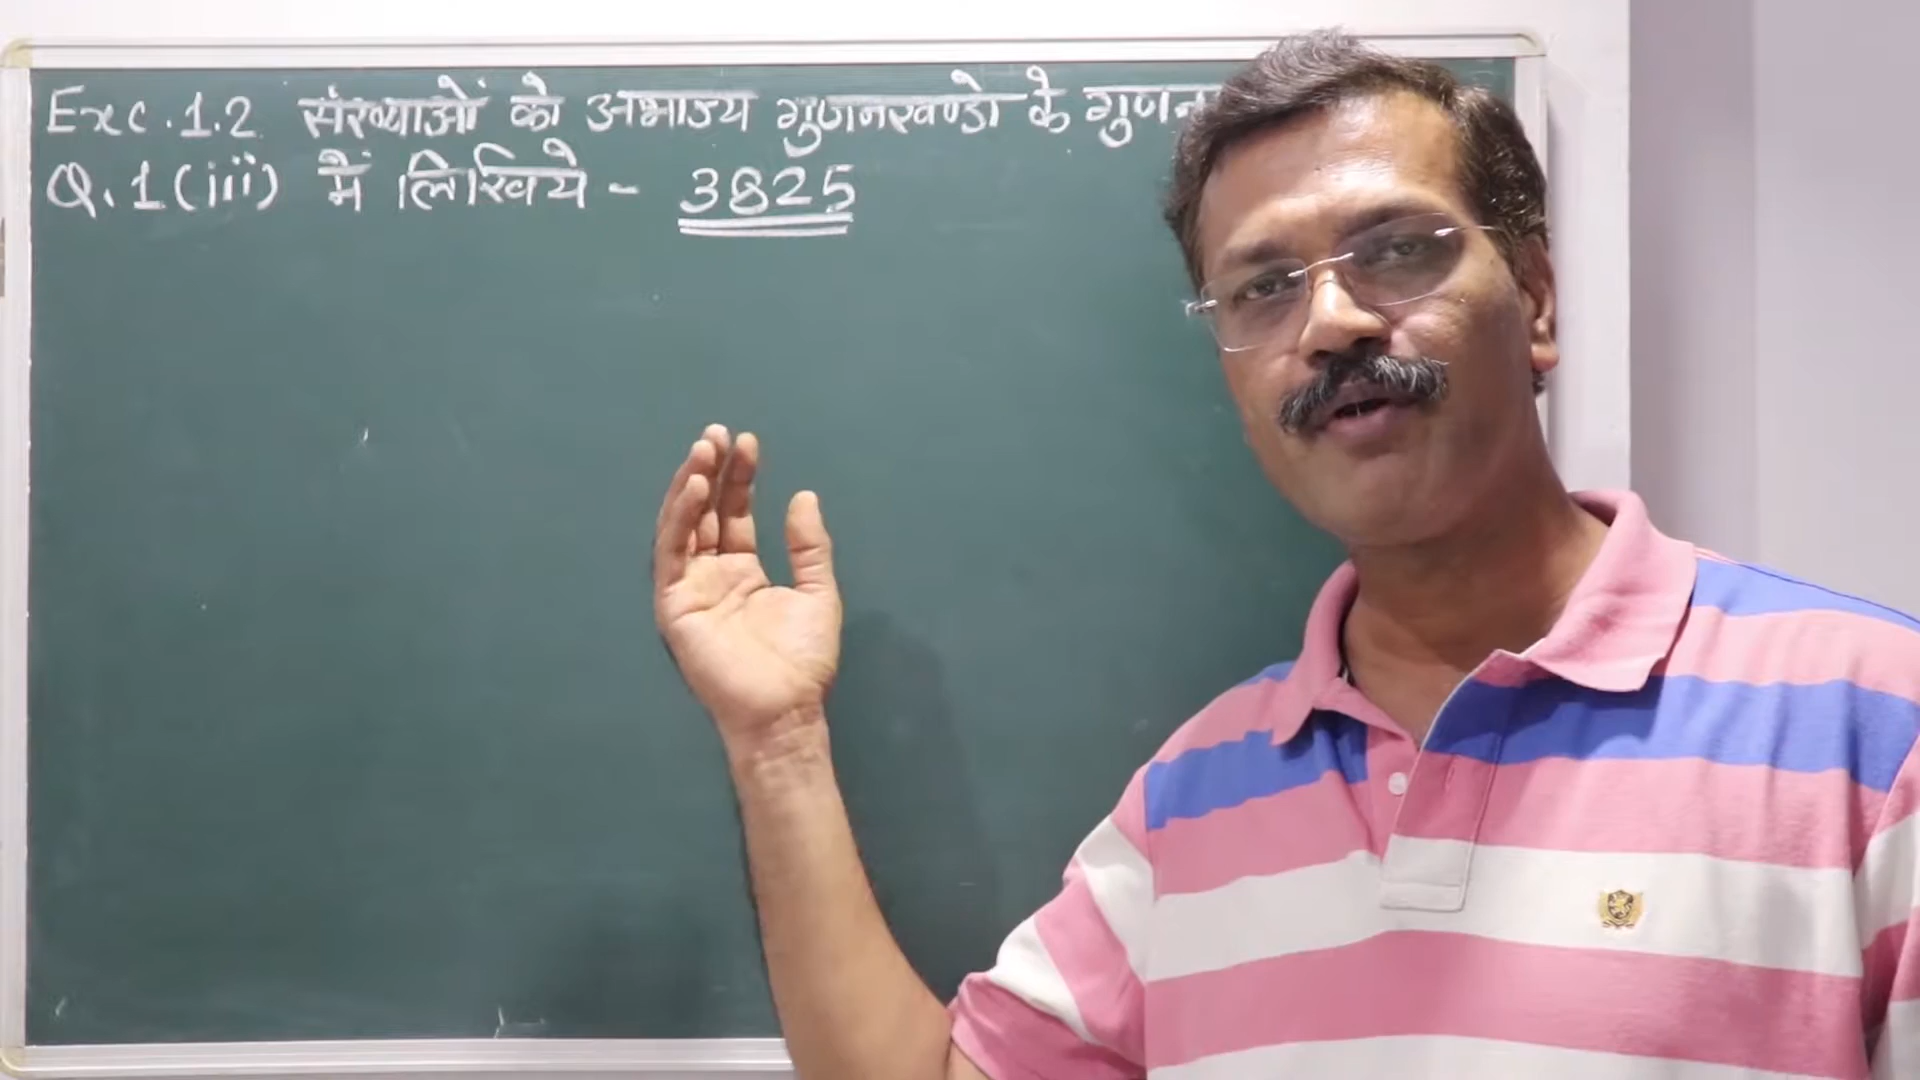 Exc.1.2 संख्याओं को अभाज्य गुणनखण्डो के
Q.1(iii) में लिखिये - 3825